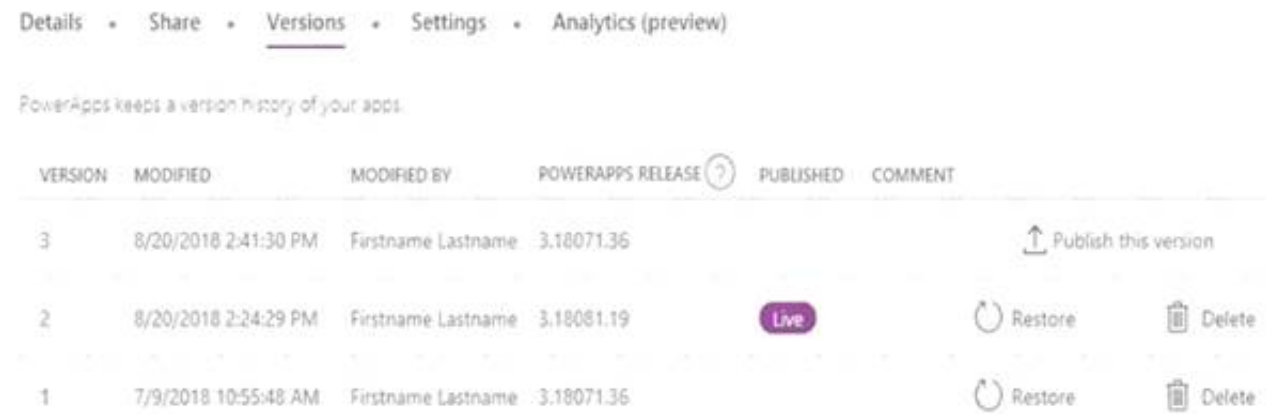 Details • Share • Versions • Settings • Analytics (preview)
PowerApps keeps a version history of your apps.
VERSION MODIFIED MODIFIED BY POWERAPPS RELEASE ? PUBLISHED COMMENT
3 8/20/2018 2:41:30 PM Firstname Lastname 3.18071.36 Publish this version
2 8/20/2018 2:24:29 PM Firstname Lastname 3.18081.19 Live Restore Delete
1 7/9/2018 10:55:48 AM Firstname Lastname 3.18071.36 Restore Delete